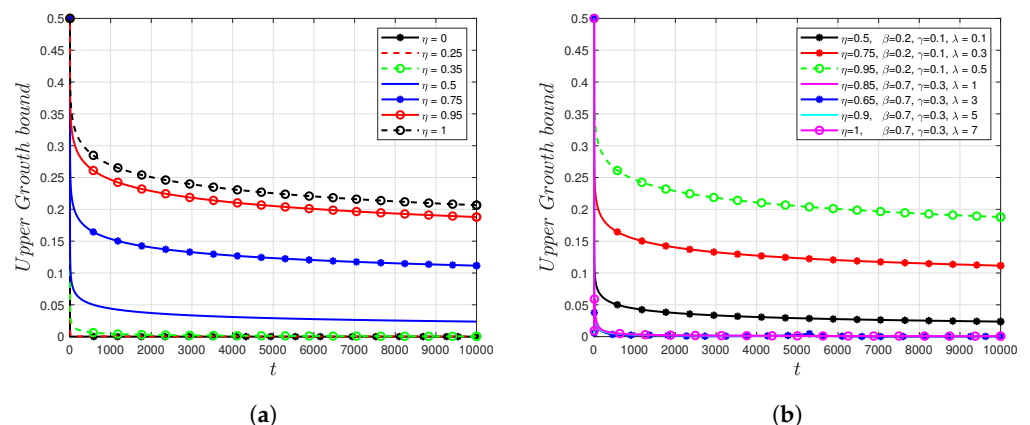 0.5
0.45
0.4
0.35
0.3
0.25
0.2
0.15
0.1
0.05
0
Upper Growth bound
0 1000 2000 3000 4000 5000 6000 7000 8000 9000 10000
t
η = 0
η = 0.25
η = 0.35
η = 0.5
η = 0.75
η = 0.95
η = 1
(a)
0.5
0.45
0.4
0.35
0.3
0.25
0.2
0.15
0.1
0.05
0
Upper Growth bound
0 1000 2000 3000 4000 5000 6000 7000 8000 9000 10000
t
η=0.5, β=0.2, γ=0.1, λ = 0.1
η=0.75, β=0.2, γ=0.1, λ = 0.3
η=0.95, β=0.2, γ=0.1, λ = 0.5
η=0.85, β=0.7, γ=0.3, λ = 1
η=0.65, β=0.7, γ=0.3, λ = 3
η=0.9, β=0.7, γ=0.3, λ = 5
η=1, β=0.7, γ=0.3, λ = 7
(b)